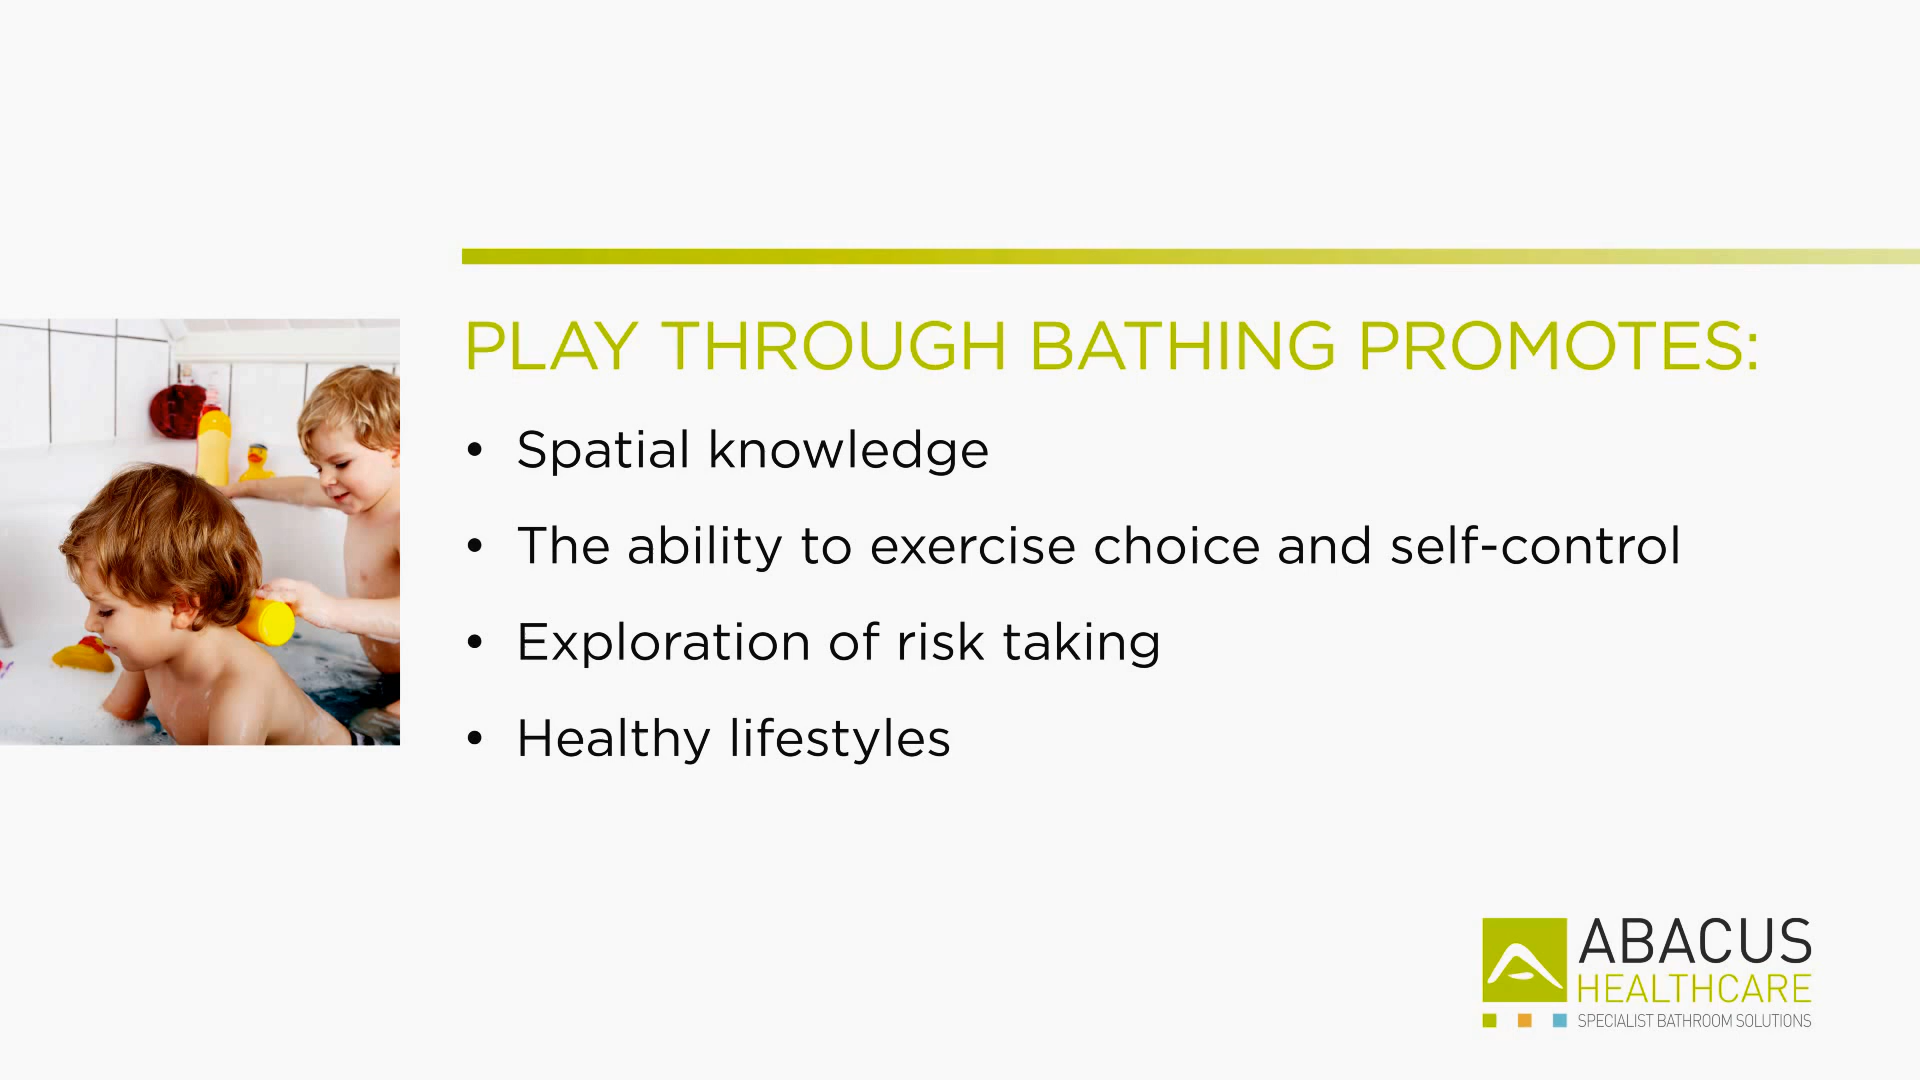 PLAY THROUGH BATHING PROMOTES:
• Spatial knowledge
• The ability to exercise choice and self-control
• Exploration of risk taking
• Healthy lifestyles
ABACUS
HEALTHCARE
SPECIALIST BATHROOM SOLUTIONS